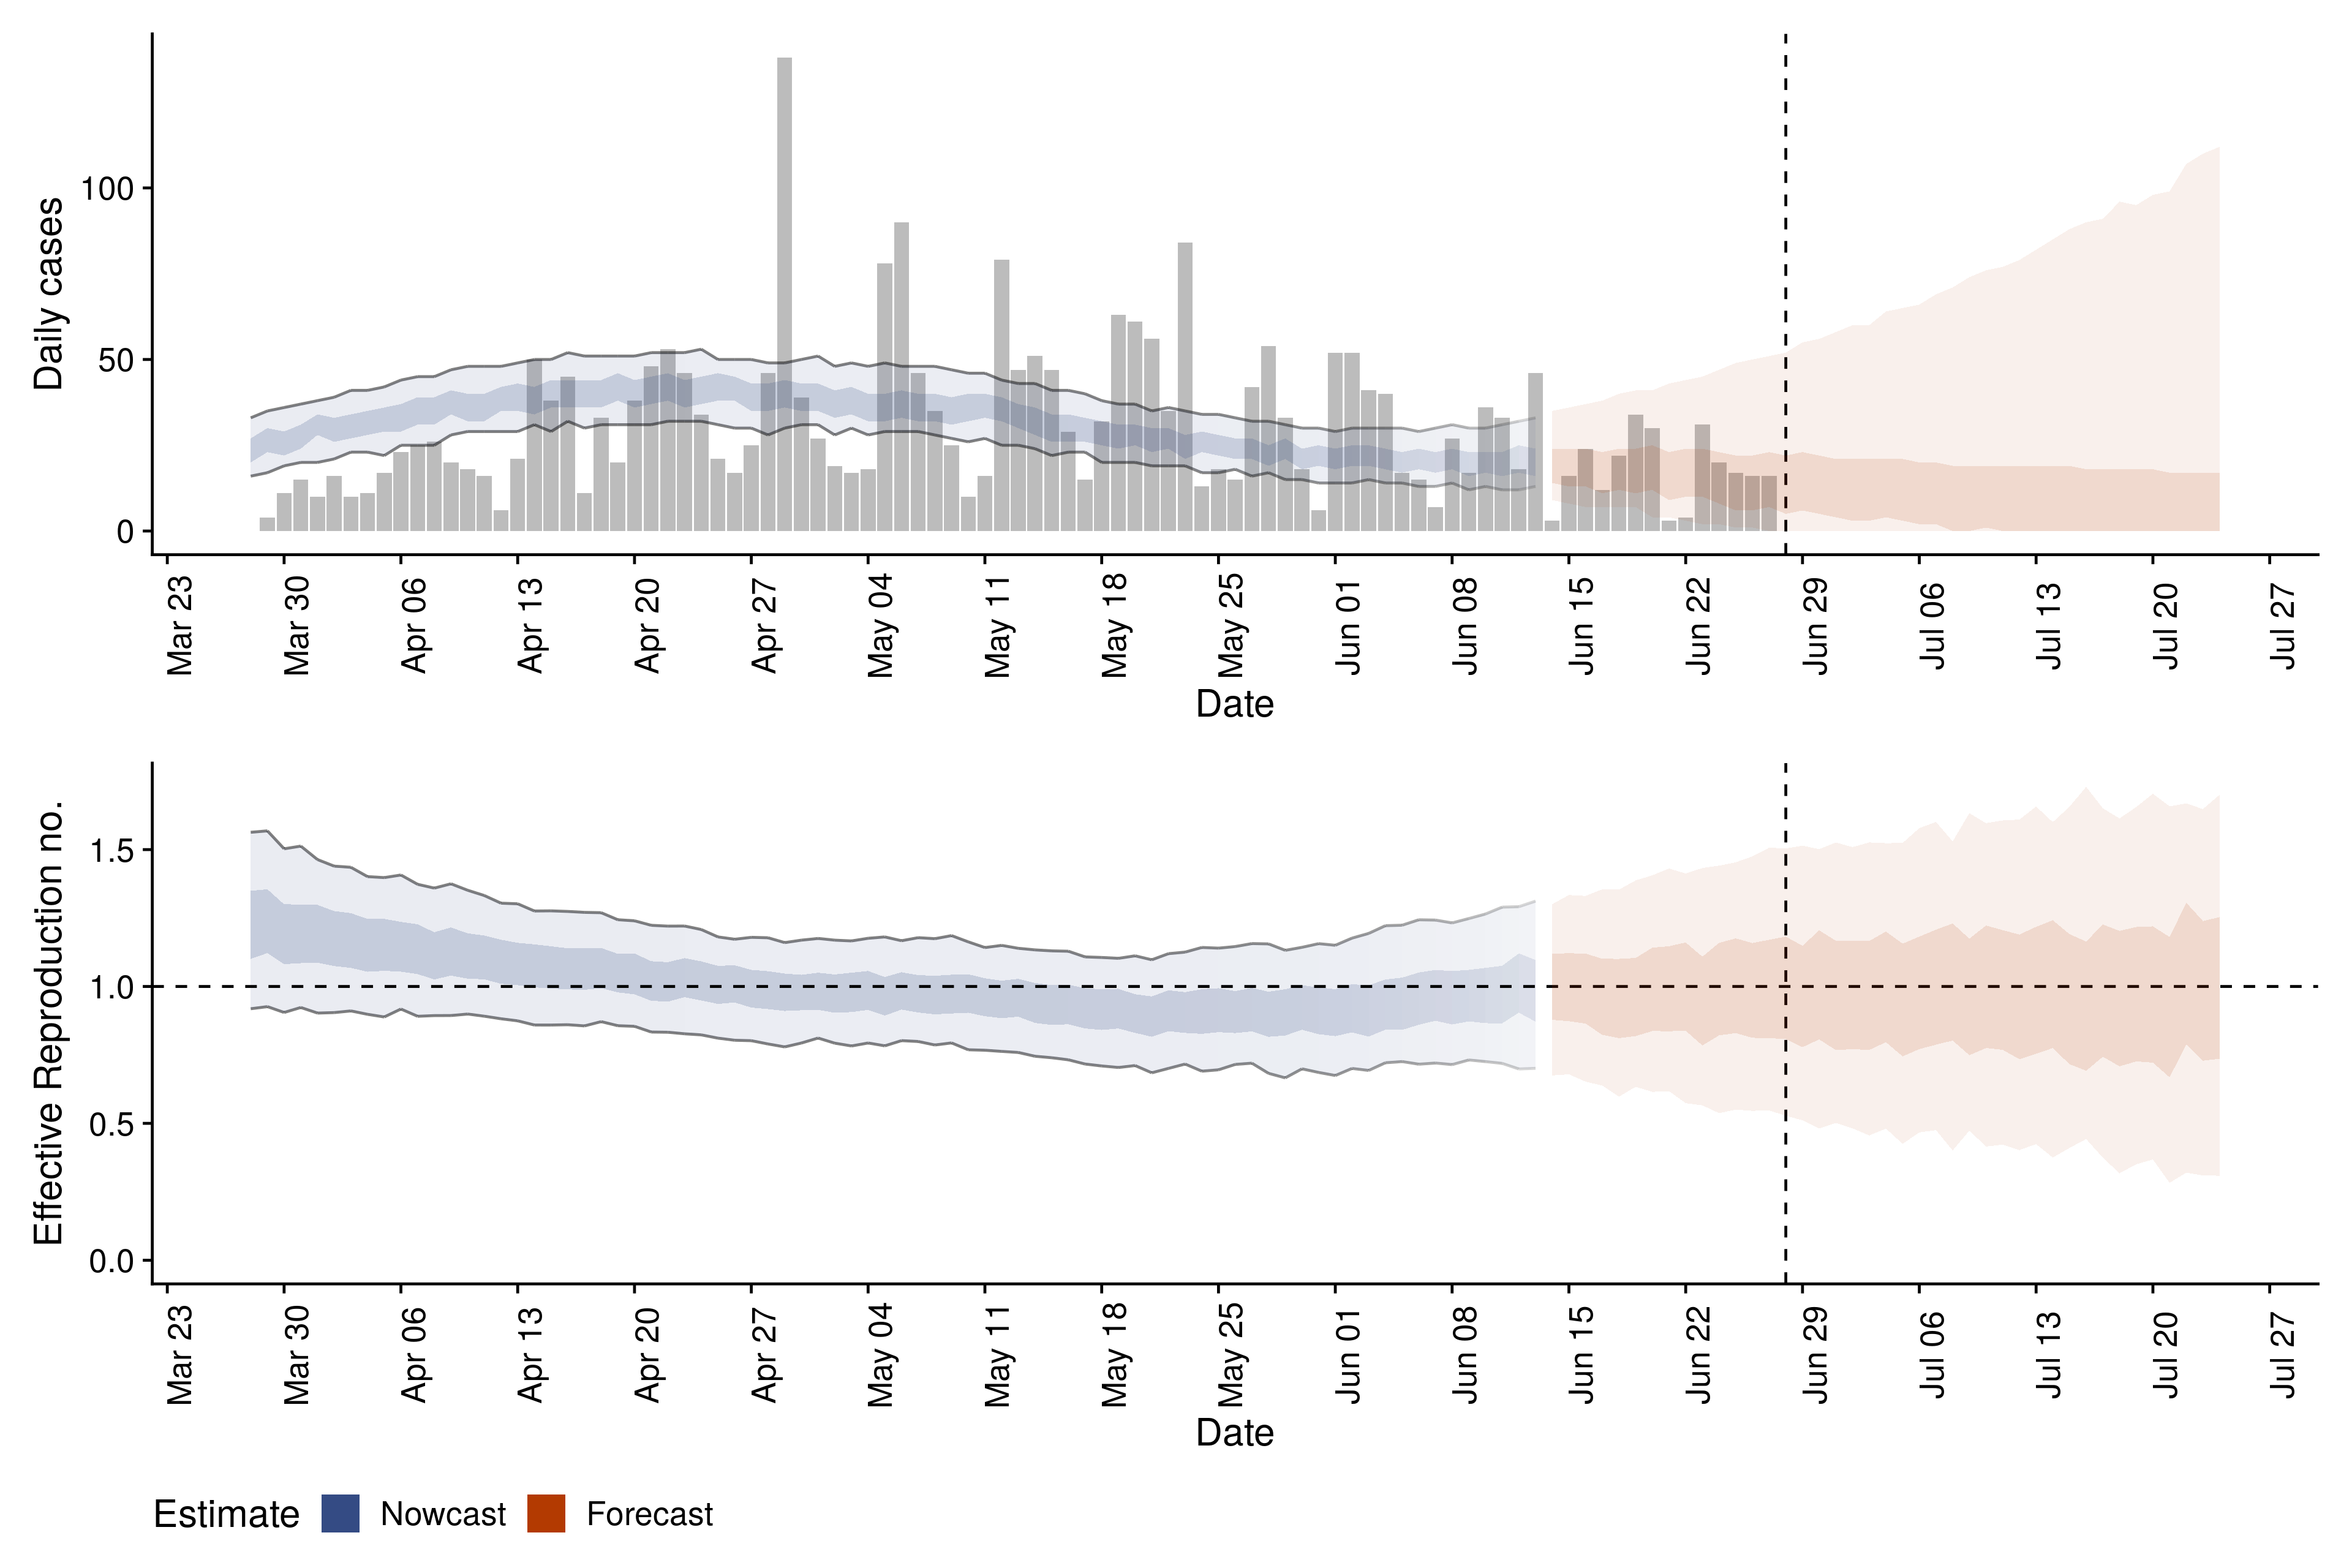 Daily cases
100
50
0
Mar 23
Mar 30
Apr 06
Apr 13
Apr 20
Apr 27
May 04
May 11
May 18
May 25
Jun 01
Jun 08
Jun 15
Jun 22
Jun 29
Jul 06
Jul 13
Jul 20
Jul 27
Date
Effective Reproduction no.
1.5
1.0
0.5
0.0
Mar 23
Mar 30
Apr 06
Apr 13
Apr 20
Apr 27
May 04
May 11
May 18
May 25
Jun 01
Jun 08
Jun 15
Jun 22
Jun 29
Jul 06
Jul 13
Jul 20
Jul 27
Date
Estimate Nowcast Forecast